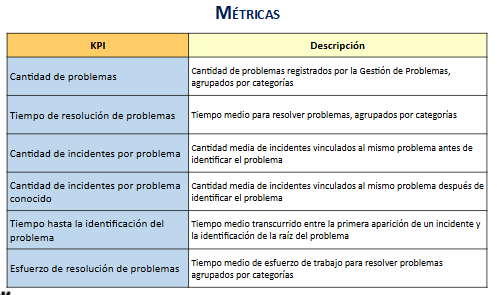 MÉTRICAS
KPI
Descripción
Cantidad de problemas
Cantidad de problemas registrados por la Gestión de Problemas,
agrupados por categorías
Tiempo de resolución de problemas
Tiempo medio para resolver problemas, agrupados por categorías
Cantidad de incidentes por problema
Cantidad media de incidentes vinculados al mismo problema antes de
identificar el problema
Cantidad de incidentes por problema
conocido
Cantidad media de incidentes vinculados al mismo problema después de
identificar el problema
Tiempo hasta la identificación del
problema
Tiempo medio transcurrido entre la primera aparición de un incidente y
la identificación de la raíz del problema
Esfuerzo de resolución de problemas
Tiempo medio de esfuerzo de trabajo para resolver problemas
agrupados por categorías